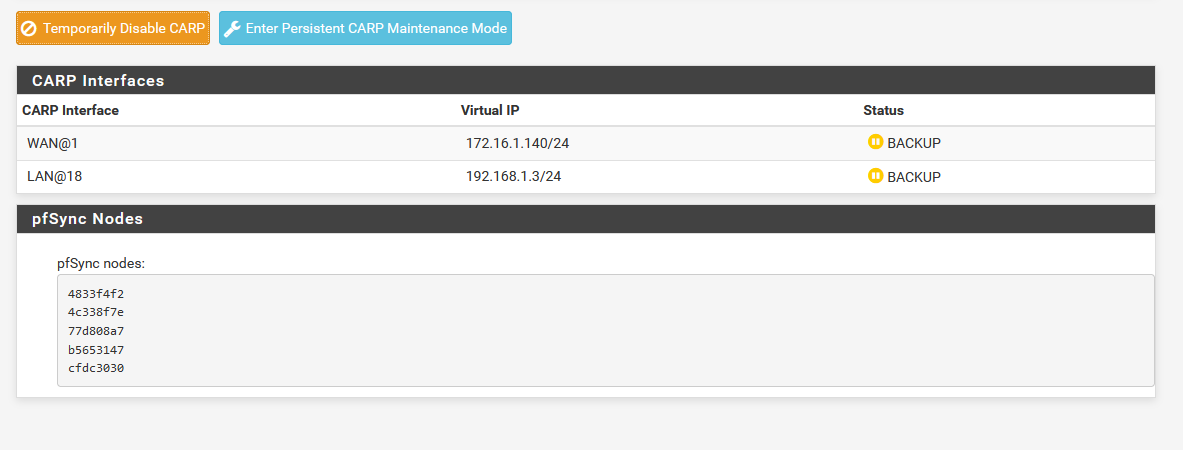 Temporarily Disable CARP Enter Persistent CARP Maintenance Mode
CARP Interfaces
CARP Interface Virtual IP Status
WAN@1 172.16.1.140/24 BACKUP
LAN@18 192.168.1.3/24 BACKUP
pfSync Nodes
pfSync nodes:
4833f4f2
4c338f7e
77d808a7
b5653147
cfdc3030